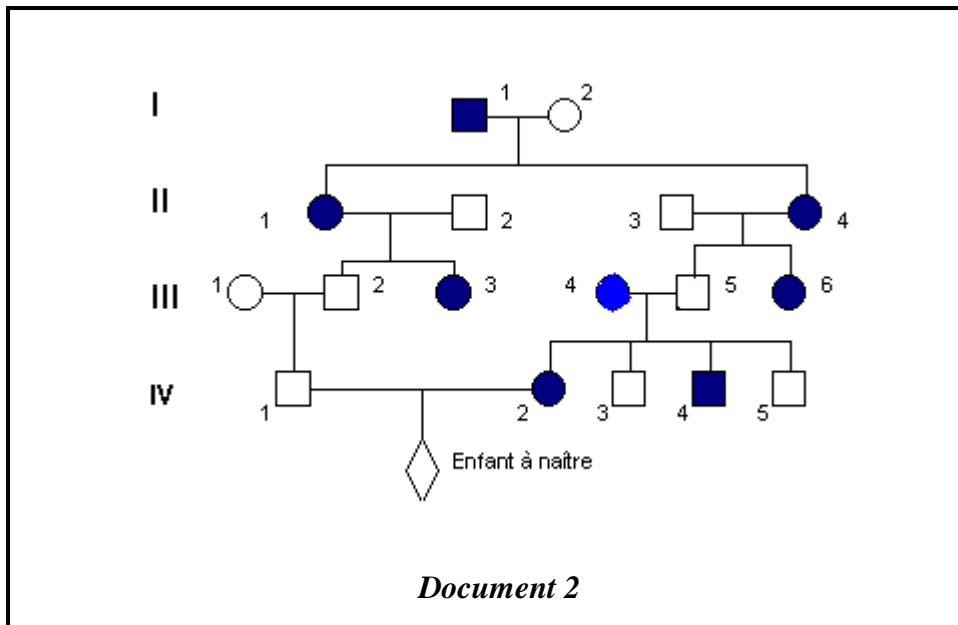 I 1 2
II 1 2 3 4
III 1 2 3 4 5 6
IV 1 2 3 4 5
Enfant à naître
Document 2